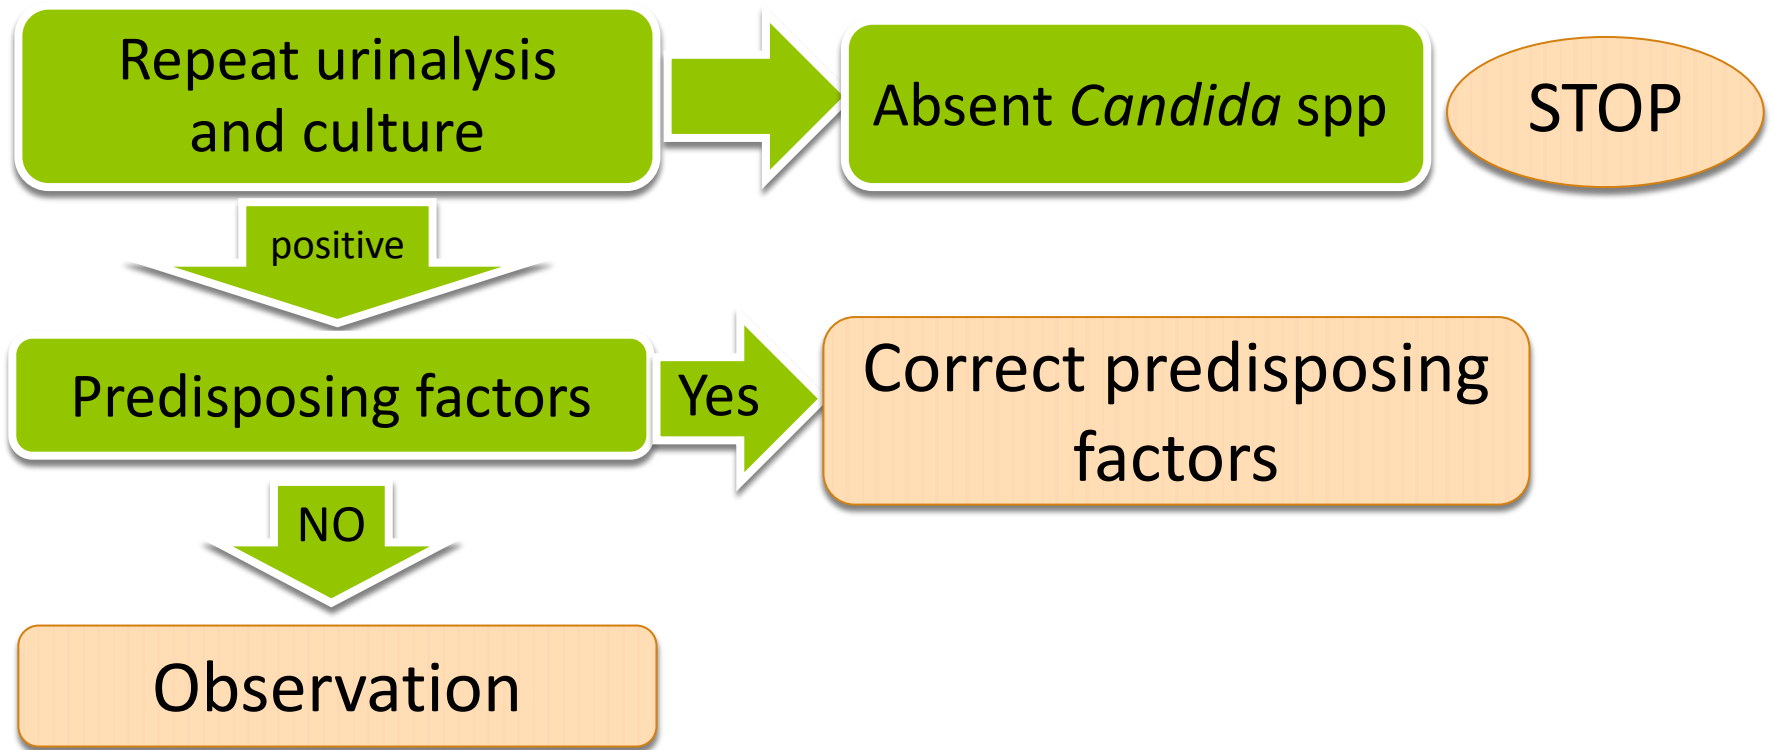 Repeat urinalysis
and culture
Absent Candida spp
STOP
positive
Predisposing factors
Yes
Correct predisposing
factors
NO
Observation